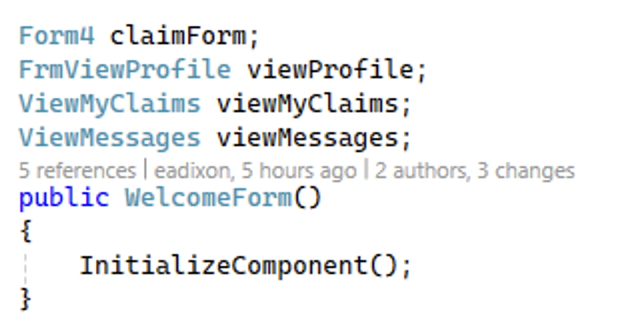 Form4 claimForm;
FrmViewProfile viewProfile;
ViewMyClaims viewMyClaims;
ViewMessages viewMessages;
5 references | eadixon, 5 hours ago | 2 authors, 3 changes
public WelcomeForm()
{
    InitializeComponent();
}